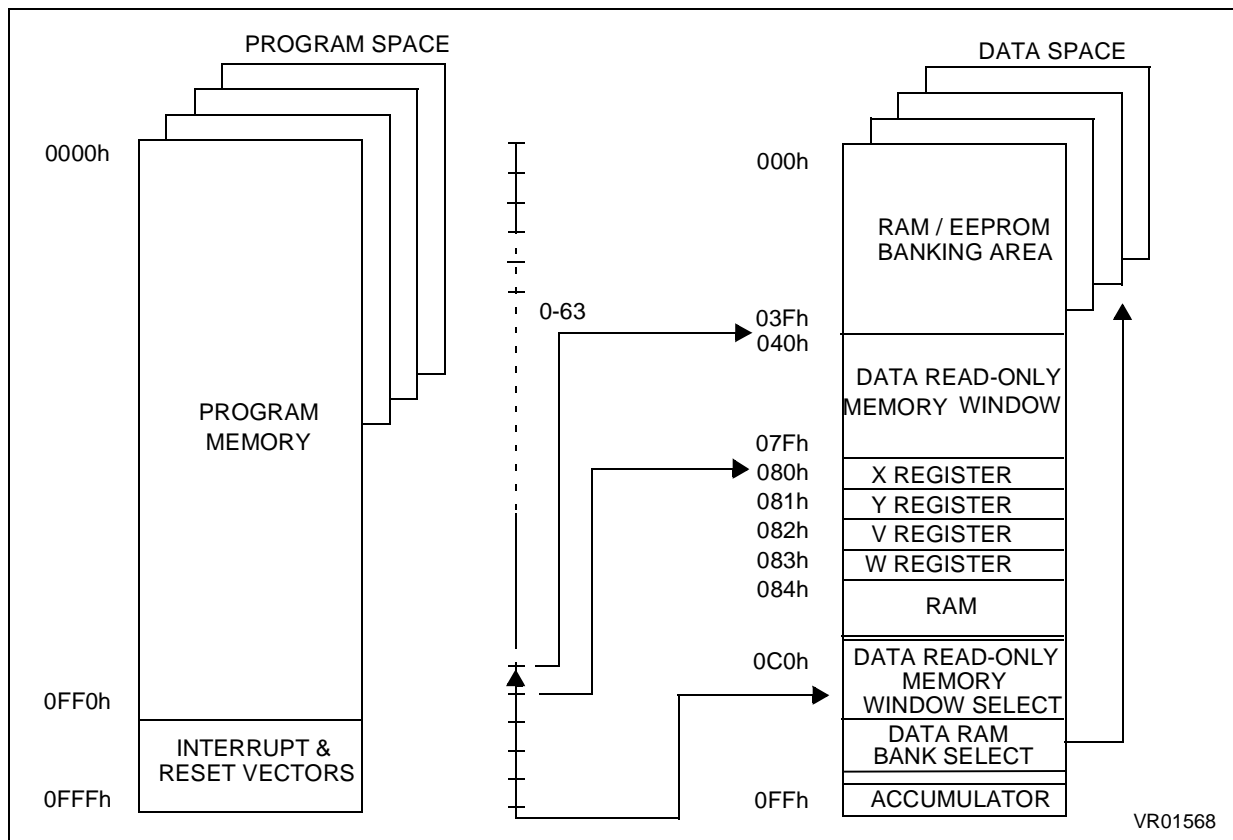 PROGRAM SPACE
0000h
PROGRAM
MEMORY
0FF0h
INTERRUPT &
RESET VECTORS
0FFFh
0-63
DATA SPACE
000h
RAM / EEPROM
BANKING AREA
03Fh
040h
DATA READ-ONLY
MEMORY WINDOW
07Fh
080h
X REGISTER
081h
Y REGISTER
082h
V REGISTER
083h
W REGISTER
084h
RAM
0C0h
DATA READ-ONLY
MEMORY
WINDOW SELECT
DATA RAM
BANK SELECT
0FFh
ACCUMULATOR
VR01568